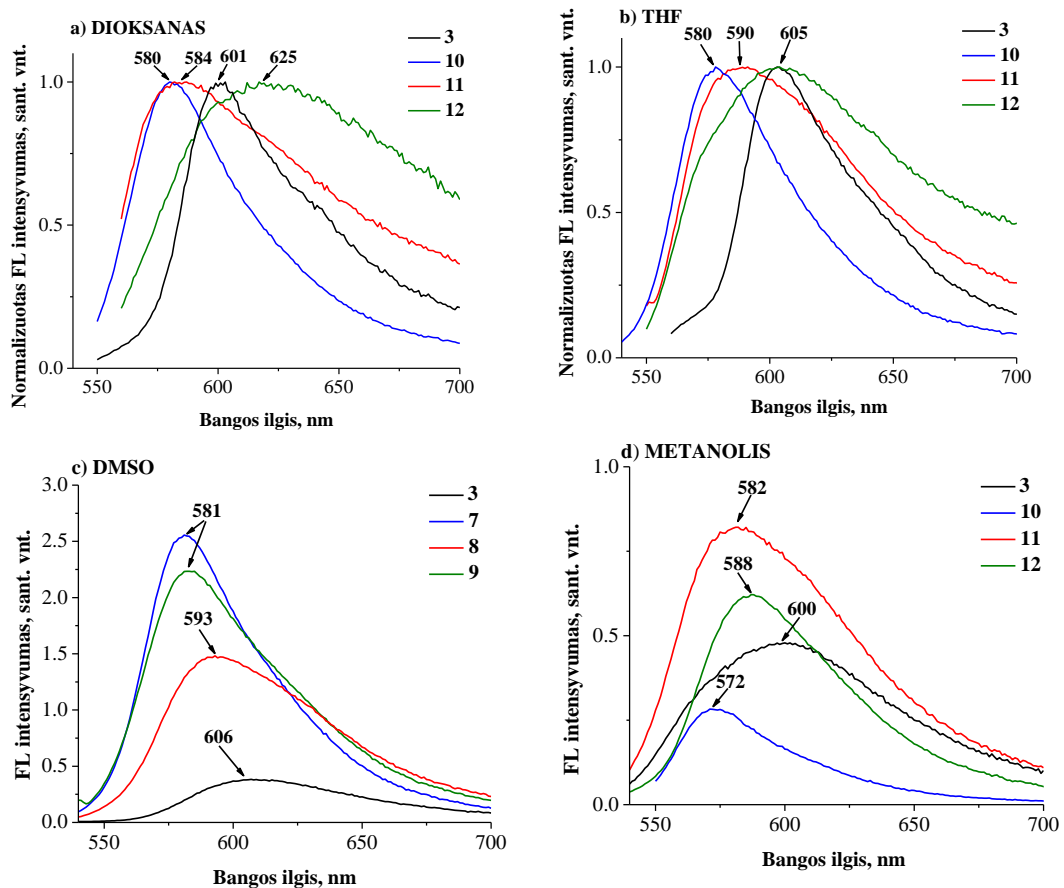 a) DIOKSANAS
580 584 601 625
3
10
11
12
1.0
0.5
0.0
550 600 650 700
Normalizuotas FL intensyvumas, sant. vnt.
Bangos ilgis, nm
b) THF
580 590 605
3
10
11
12
1.0
0.5
0.0
550 600 650 700
Normalizuotas FL intensyvumas, sant. vnt.
Bangos ilgis, nm
c) DMSO
581
593
606
3
7
8
9
3.0
2.5
2.0
1.5
1.0
0.5
0.0
550 600 650 700
FL intensyvumas, sant. vnt.
Bangos ilgis, nm
d) METANOLIS
582
588
600
572
3
10
11
12
1.0
0.5
0.0
550 600 650 700
FL intensyvumas, sant. vnt.
Bangos ilgis, nm